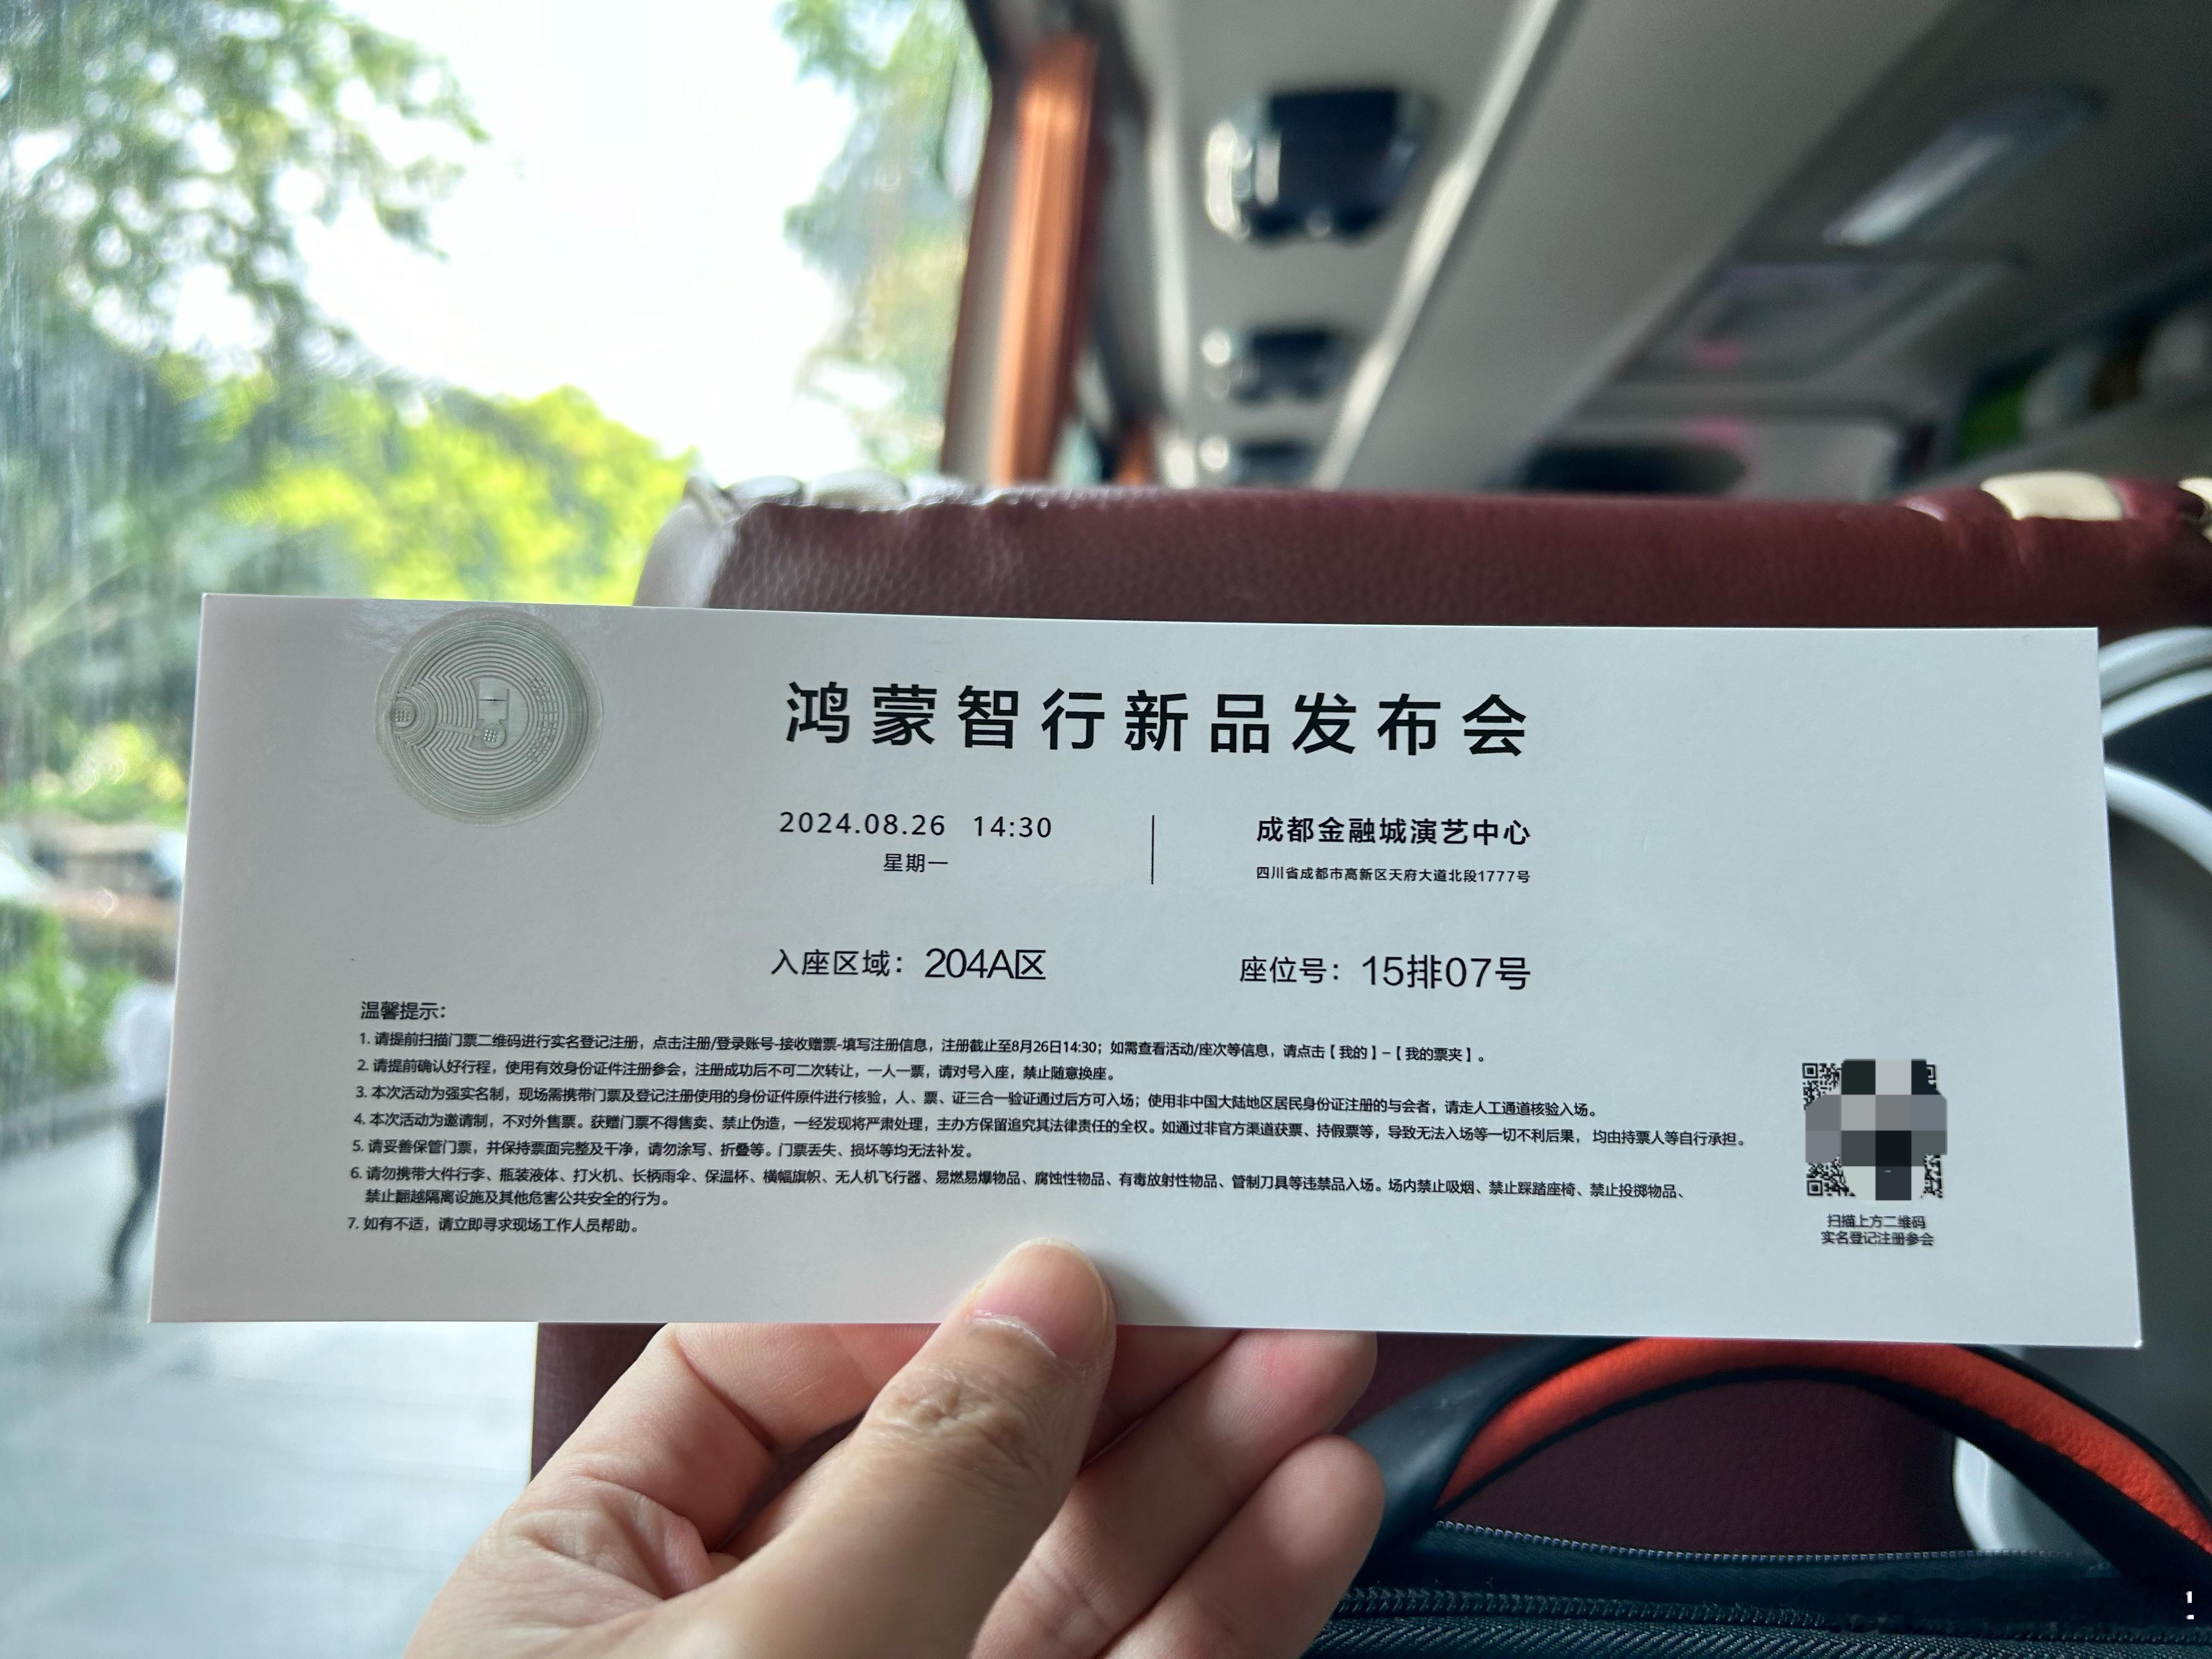 鸿蒙智行新品发布会
2024.08.26 14:30
星期一
成都金融城演艺中心
四川省成都市高新区天府大道北段1777号
入座区域：204A区
座位号：15排07号
温馨提示：
1. 请提前扫描门票二维码进行实名登记注册，点击注册/登录账号-接收赠票-填写注册信息，注册截止至8月26日14:30；如需查看活动/座次等信息，请点击【我的】-【我的票夹】。
2. 请提前确认好行程，使用有效身份证件注册参会，注册成功后不可二次转让，一人一票，请对号入座，禁止随意换座。
3. 本次活动为强实名制，现场需携带门票及登记注册使用的身份证件原件进行核验，人、票、证三合一验证通过后方可入场；使用非中国大陆地区居民身份证注册的与会者，请走人工通道核验入场。
4. 本次活动为邀请制，不对外售票。获赠门票不得售卖、禁止伪造，一经发现将严肃处理，主办方保留追究其法律责任的全权。如通过非官方渠道获票、持假票等，导致无法入场等一切不利后果，均由持票人等自行承担。
5. 请妥善保管门票，并保持票面完整及干净，请勿涂写、折叠等。门票丢失、损坏等均无法补发。
6. 请勿携带大件行李、瓶装液体、打火机、长柄雨伞、保温杯、横幅旗帜、无人机飞行器、易燃易爆物品、腐蚀性物品、有毒放射性物品、管制刀具等违禁品入场。场内禁止吸烟、禁止踩踏座椅、禁止投掷物品、
禁止翻越隔离设施及其他危害公共安全的行为。
7. 如有不适，请立即寻求现场工作人员帮助。
扫描上方二维码
实名登记注册参会